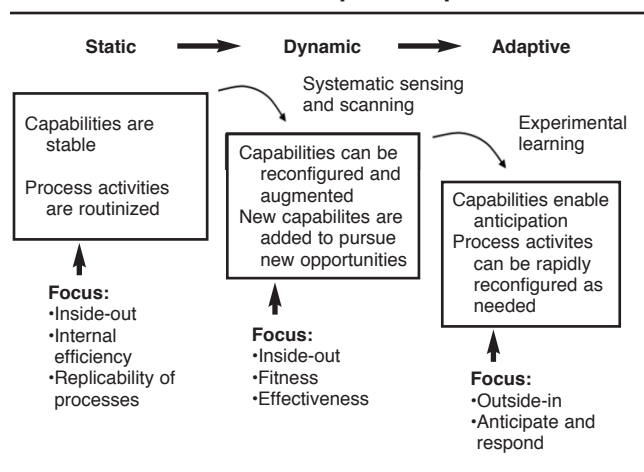 Static
Dynamic
Adaptive
Systematic sensing
and scanning
Experimental
learning
Capabilities are
stable
Process activities
are routinized
Capabilities can be
reconfigured and
augmented
New capabilites are
added to pursue
new opportunities
Capabilities enable
anticipation
Process activites
can be rapidly
reconfigured as
needed
Focus:
•Inside-out
•Internal
efficiency
•Replicability of
processes
Focus:
•Inside-out
•Fitness
•Effectiveness
Focus:
•Outside-in
•Anticipate and
respond